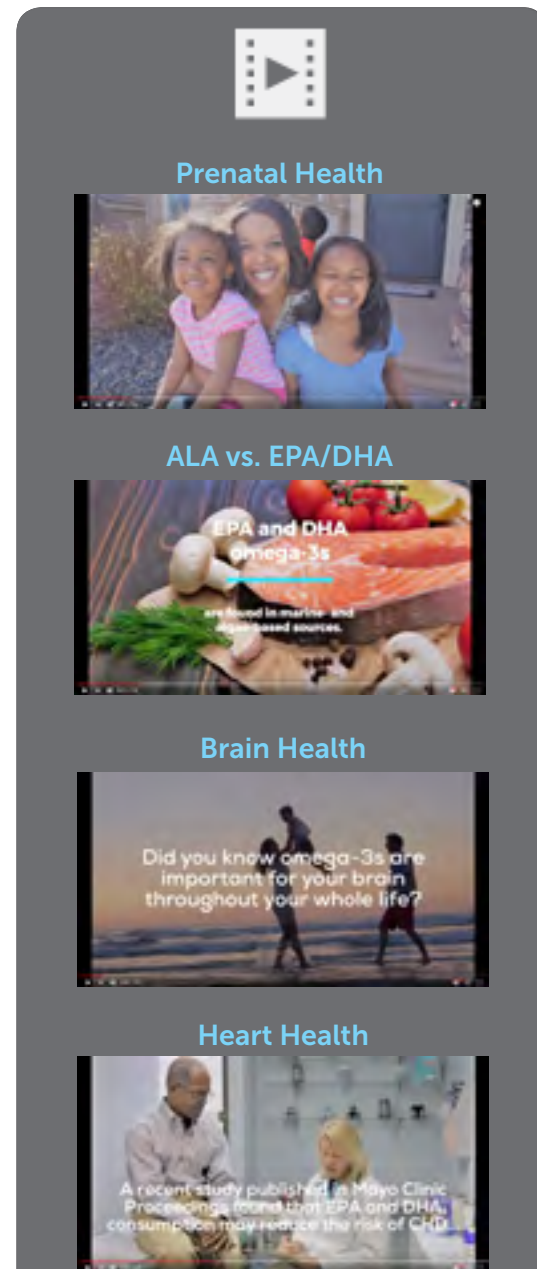 Prenatal Health
ALA vs. EPA/DHA
EPA and DHA
omega-3s
are found in marine- and
algae-based sources.
Brain Health
Did you know omega-3s are
important for your brain
throughout your whole life?
Heart Health
A recent study published in Mayo Clinic
Proceedings found that EPA and DHA
consumption may reduce the risk of CHD